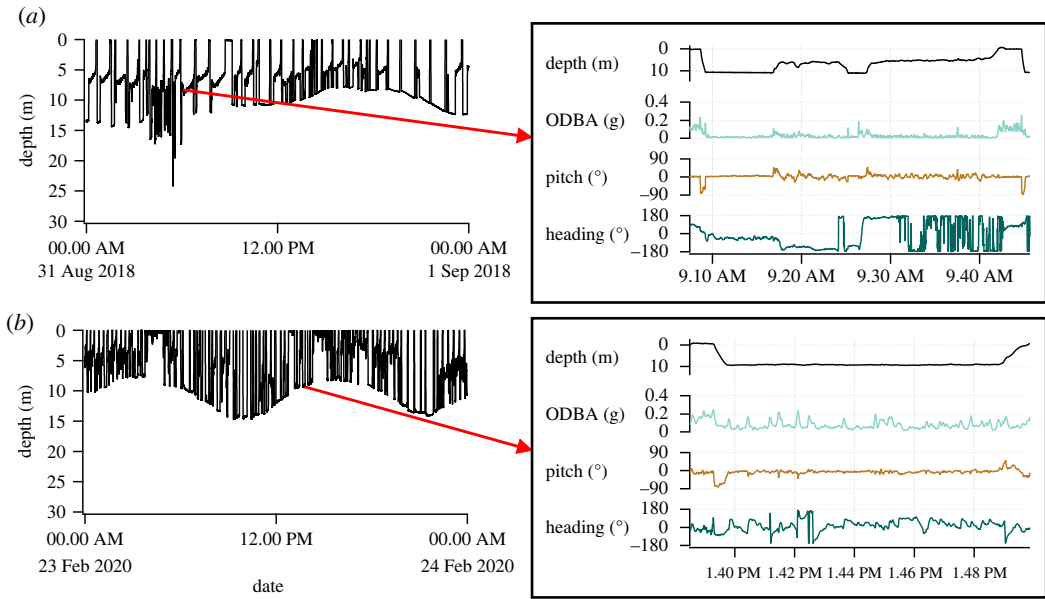 (a)
0
5
10
15
20
25
30
depth (m)
00.00 AM 12.00 PM 00.00 AM
31 Aug 2018 1 Sep 2018
depth (m)
0
10
ODBA (g)
0.4
0.2
0
pitch (°)
90
0
–90
heading (°)
180
0
–180
9.10 AM 9.20 AM 9.30 AM 9.40 AM
(b)
0
5
10
15
20
25
30
depth (m)
00.00 AM 12.00 PM 00.00 AM
23 Feb 2020 24 Feb 2020
date
depth (m)
0
10
ODBA (g)
0.4
0.2
0
pitch (°)
90
0
–90
heading (°)
180
0
–180
1.40 PM 1.42 PM 1.44 PM 1.46 PM 1.48 PM